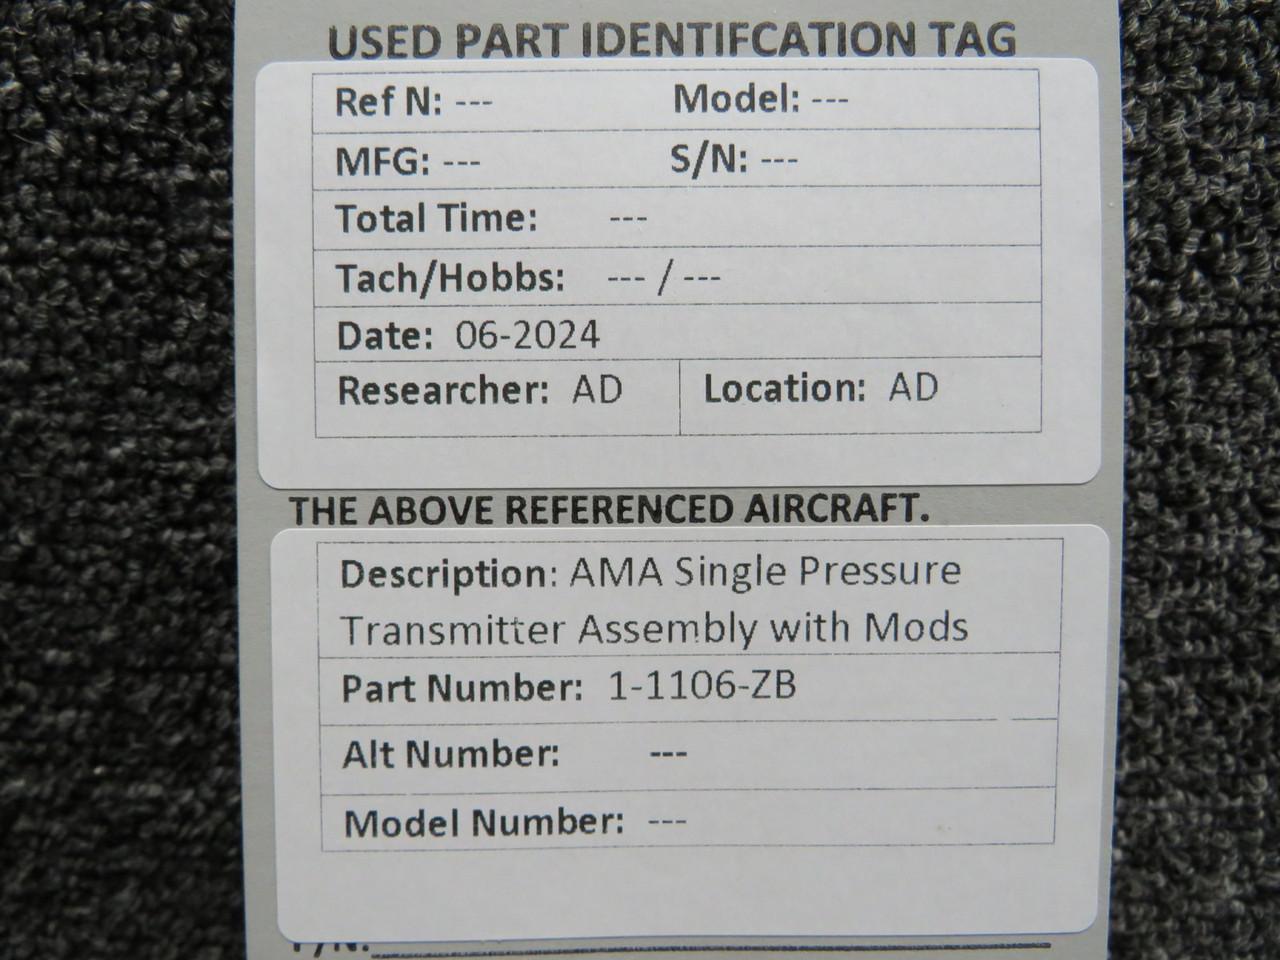 USED PART IDENTIFCATION TAG
Ref N: --- Model: ---
MFG: --- S/N: ---
Total Time: ---
Tach/Hobbs: --- / ---
Date: 06-2024
Researcher: AD Location: AD
THE ABOVE REFERENCED AIRCRAFT.
Description: AMA Single Pressure
Transmitter Assembly with Mods
Part Number: 1-1106-ZB
Alt Number: ---
Model Number: ---
P/N: